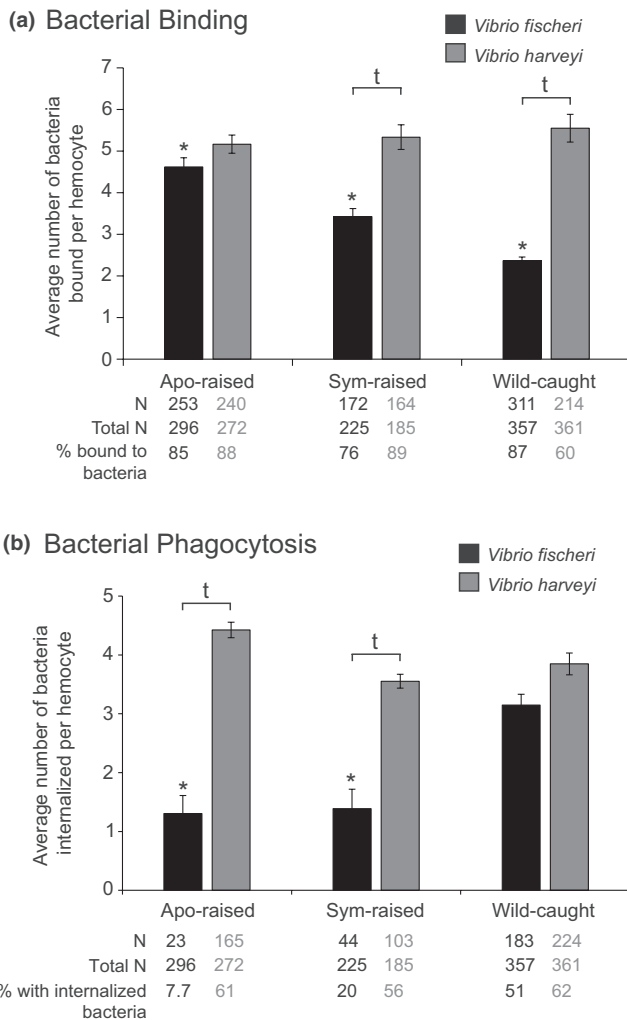 (a) Bacterial Binding
Vibrio fischeri
Vibrio harveyi
Average number of bacteria
bound per hemocyte
7
6
5
4
3
2
1
0
*
t
*
t
*
Apo-raised Sym-raised Wild-caught
N 253 240 172 164 311 214
Total N 296 272 225 185 357 361
% bound to 85 88 76 89 87 60
bacteria
(b) Bacterial Phagocytosis
Vibrio fischeri
Vibrio harveyi
Average number of bacteria
internalized per hemocyte
5
4
3
2
1
0
t
*
t
*
Apo-raised Sym-raised Wild-caught
N 23 165 44 103 183 224
Total N 296 272 225 185 357 361
% with internalized 7.7 61 20 56 51 62
bacteria